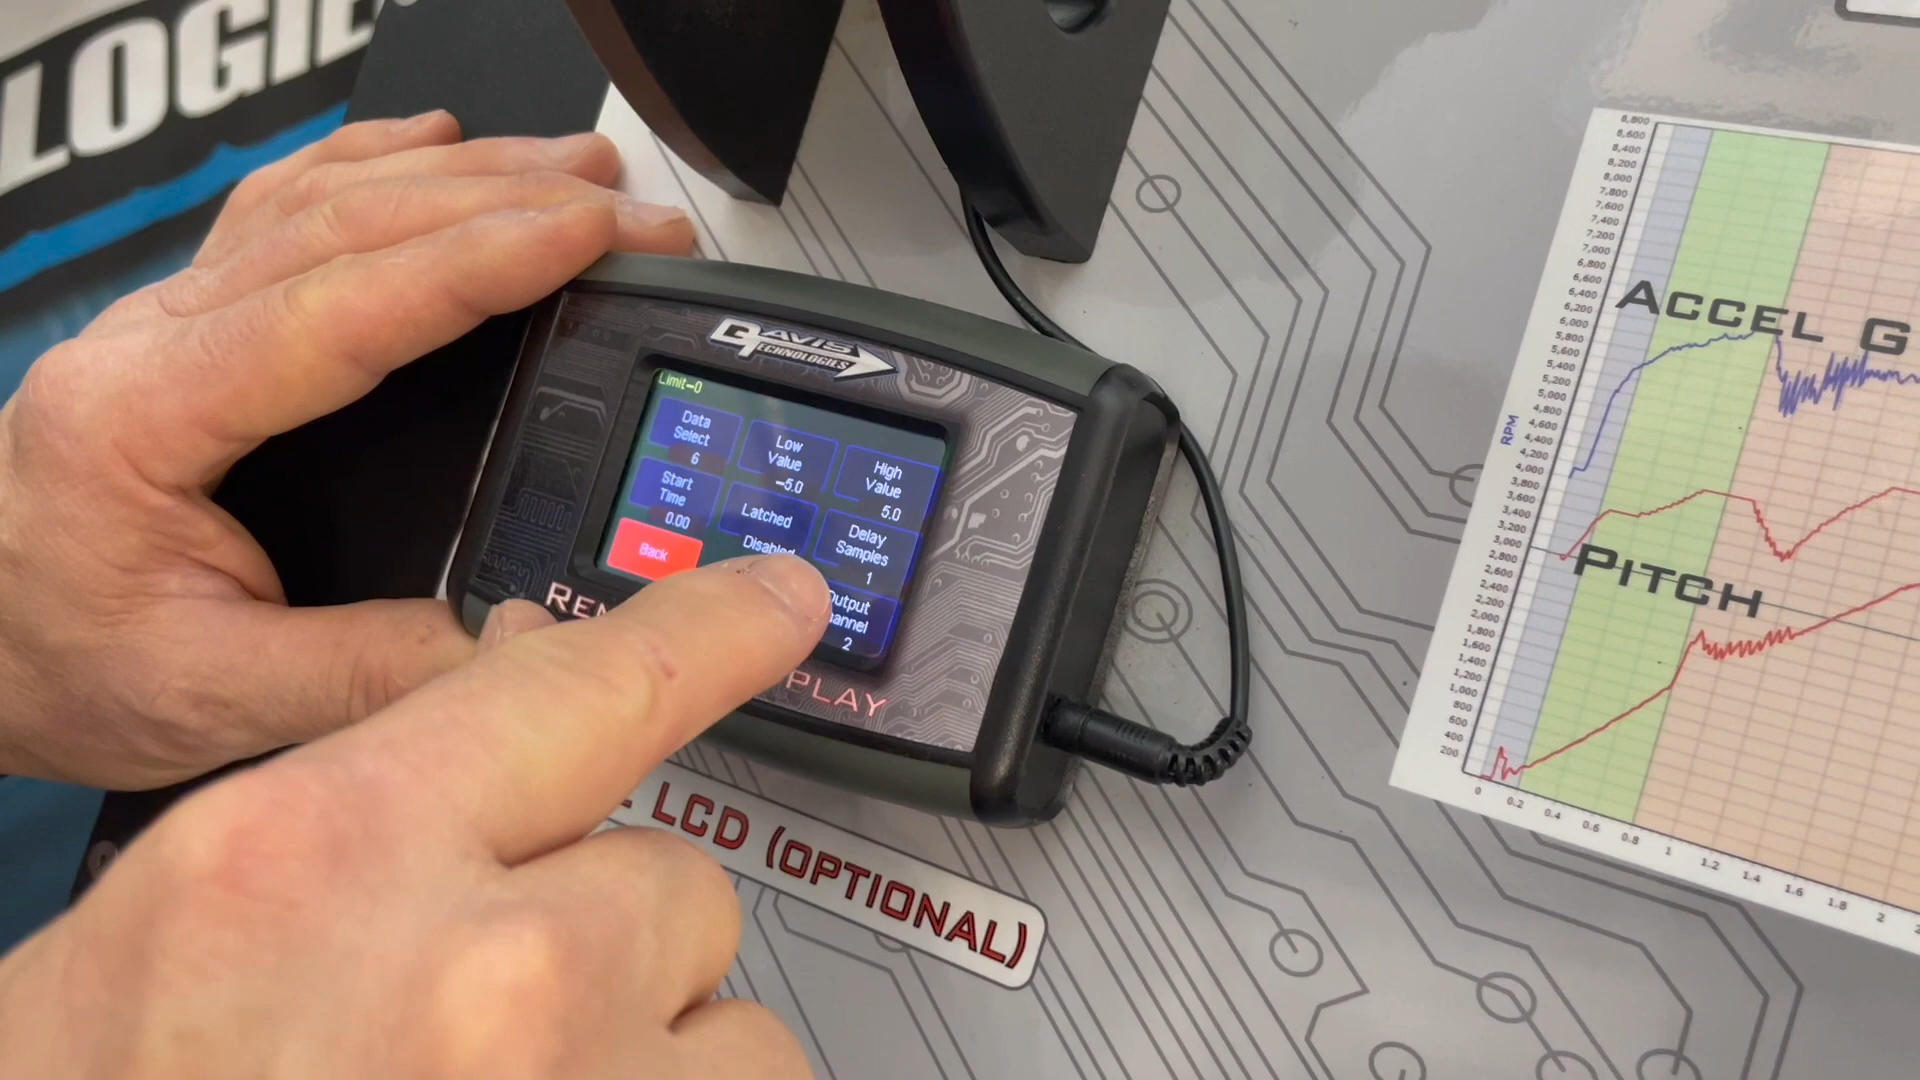 LOGIE
DAVIS
TECHNOLOGIES
Limit-0
Data
Select
6
Low
Value
-5.0
High
Value
5.0
Start
Time
0.00
Latched
Disabled
Delay
Samples
1
Back
Output
2
PLAY
LCD (OPTIONAL)
8,800
8,600
8,400
8,200
8,000
7,800
7,600
7,400
7,200
7,000
6,800
6,600
6,400
6,200
6,000
5,800
5,600
5,400
5,200
5,000
4,800
4,600
4,400
4,200
4,000
3,800
3,600
3,400
3,200
3,000
2,800
2,600
2,400
2,200
2,000
1,800
1,600
1,400
1,200
1,000
800
600
400
200
RPM
ACCEL G
PITCH
0 0.2 0.4 0.6 0.8 1 1.2 1.4 1.6 1.8 2